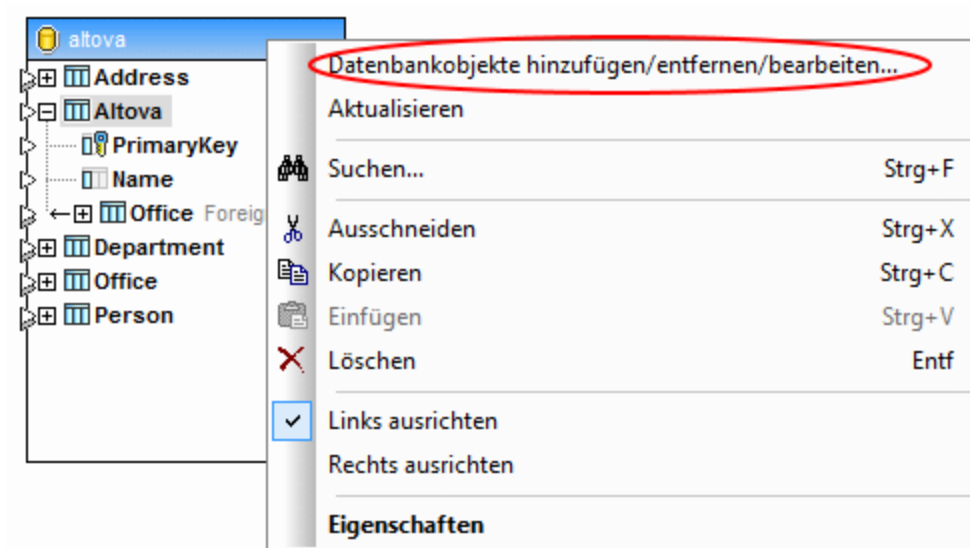 altova
Address
Altova
PrimaryKey
Name
Office Foreig
Department
Office
Person
Datenbankobjekte hinzufügen/entfernen/bearbeiten...
Aktualisieren
Suchen... Strg+F
Ausschneiden Strg+X
Kopieren Strg+C
Einfügen Strg+V
Löschen Entf
Links ausrichten
Rechts ausrichten
Eigenschaften